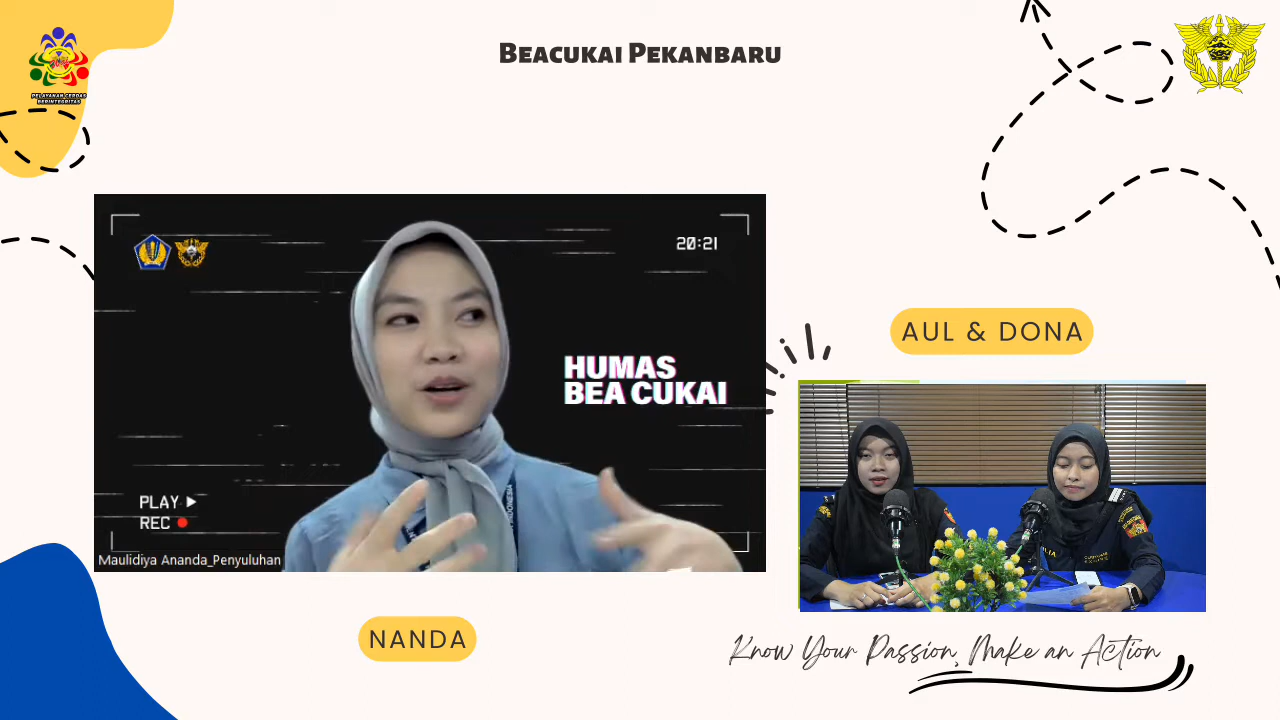 BEACUKAI PEKANBARU
PELAYANAN CERDAS
BERINTEGRITAS
20:21
HUMAS
BEA CUKAI
PLAY
REC
Maulidiya Ananda_Penyuluhan
NANDA
AUL & DONA
Know Your Passion, Make an Action